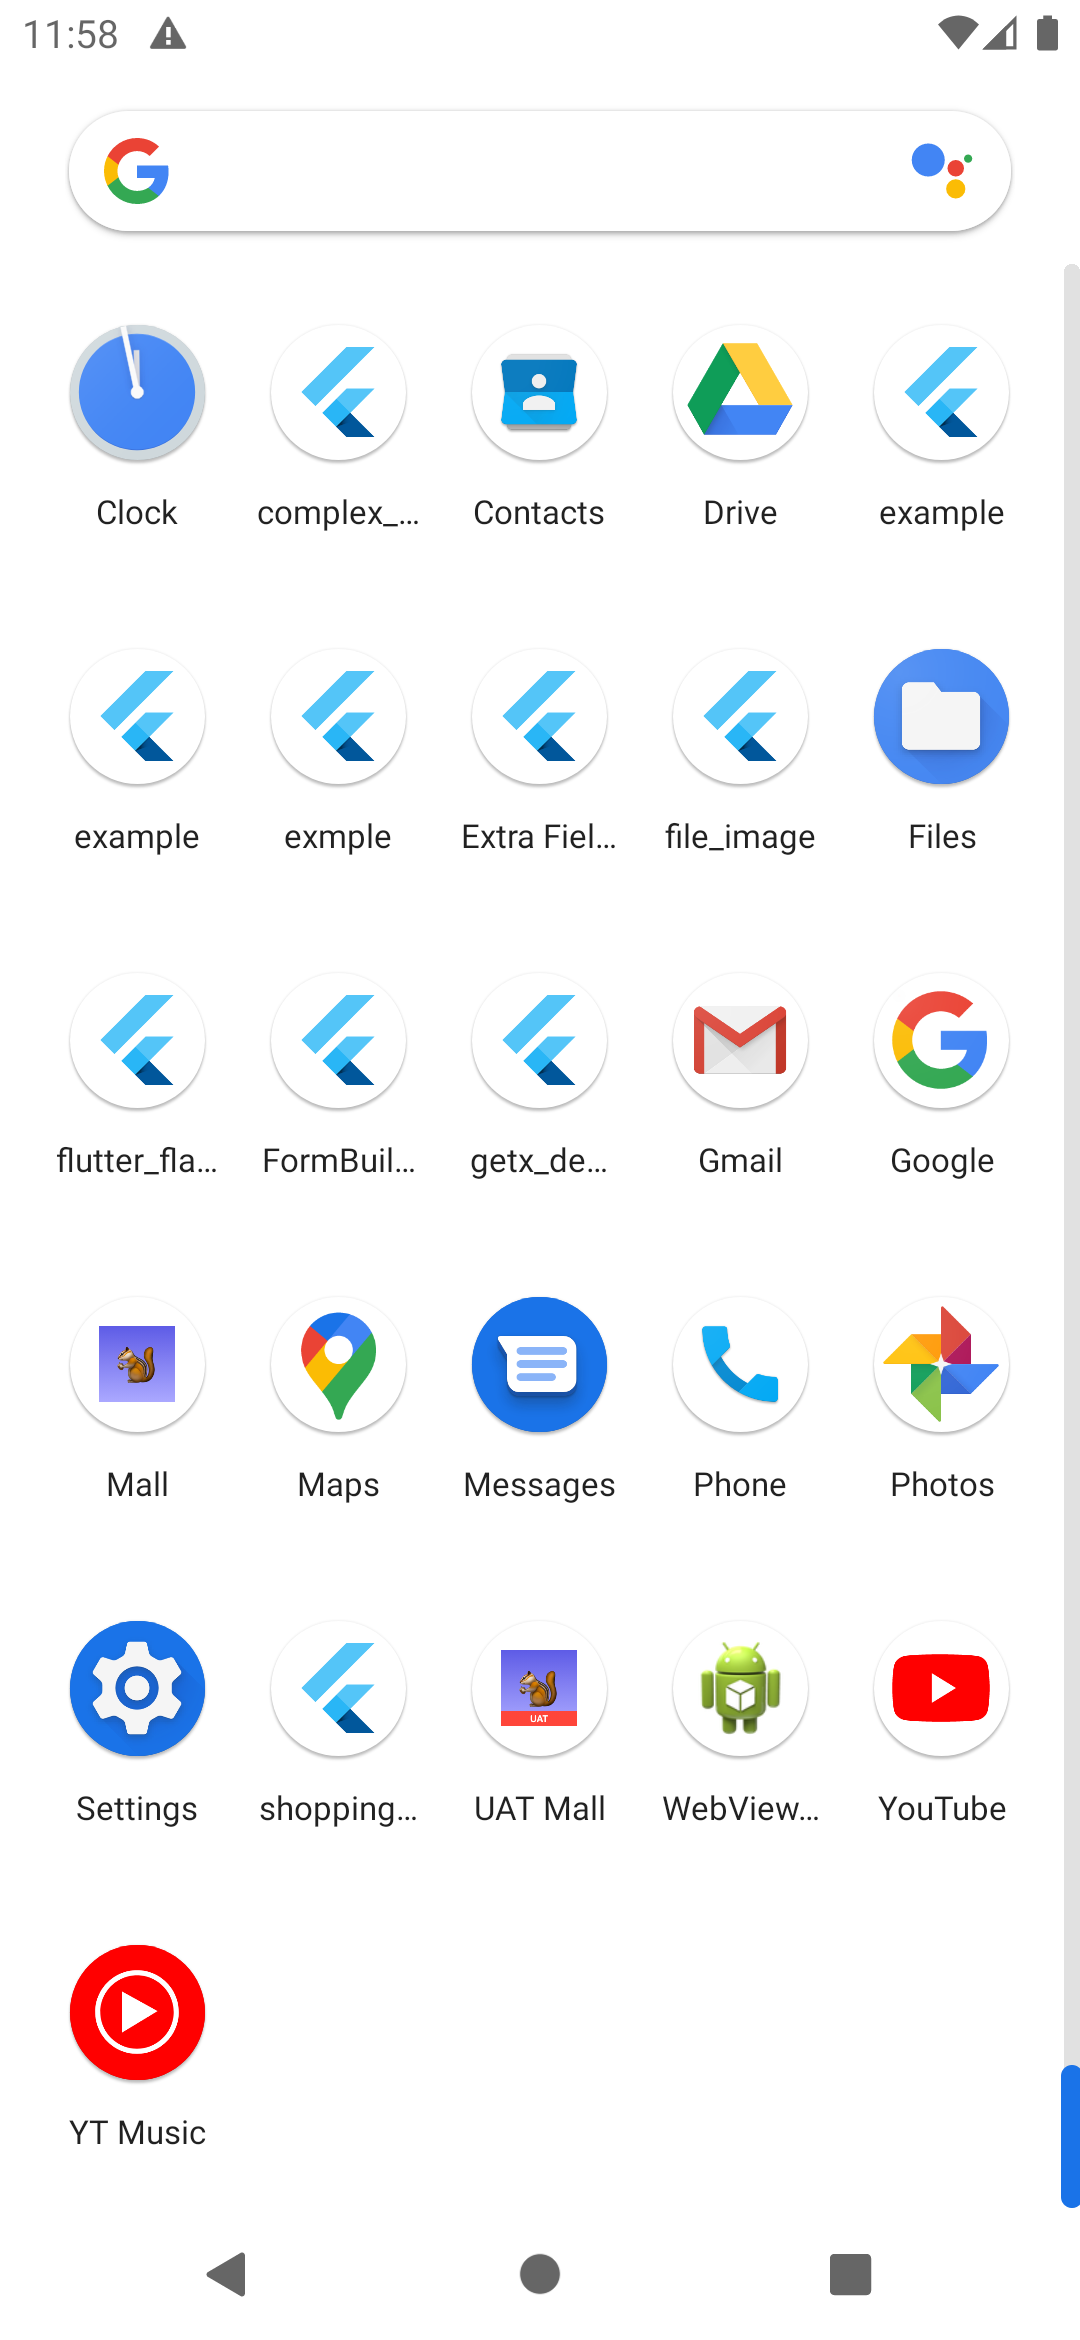 11:58
Clock complex_... Contacts Drive example
example exmple Extra Fiel... file_image Files
flutter_fla... FormBuil... getx_de... Gmail Google
Mall Maps Messages Phone Photos
UAT
Settings shopping... UAT Mall WebView... YouTube
YT Music